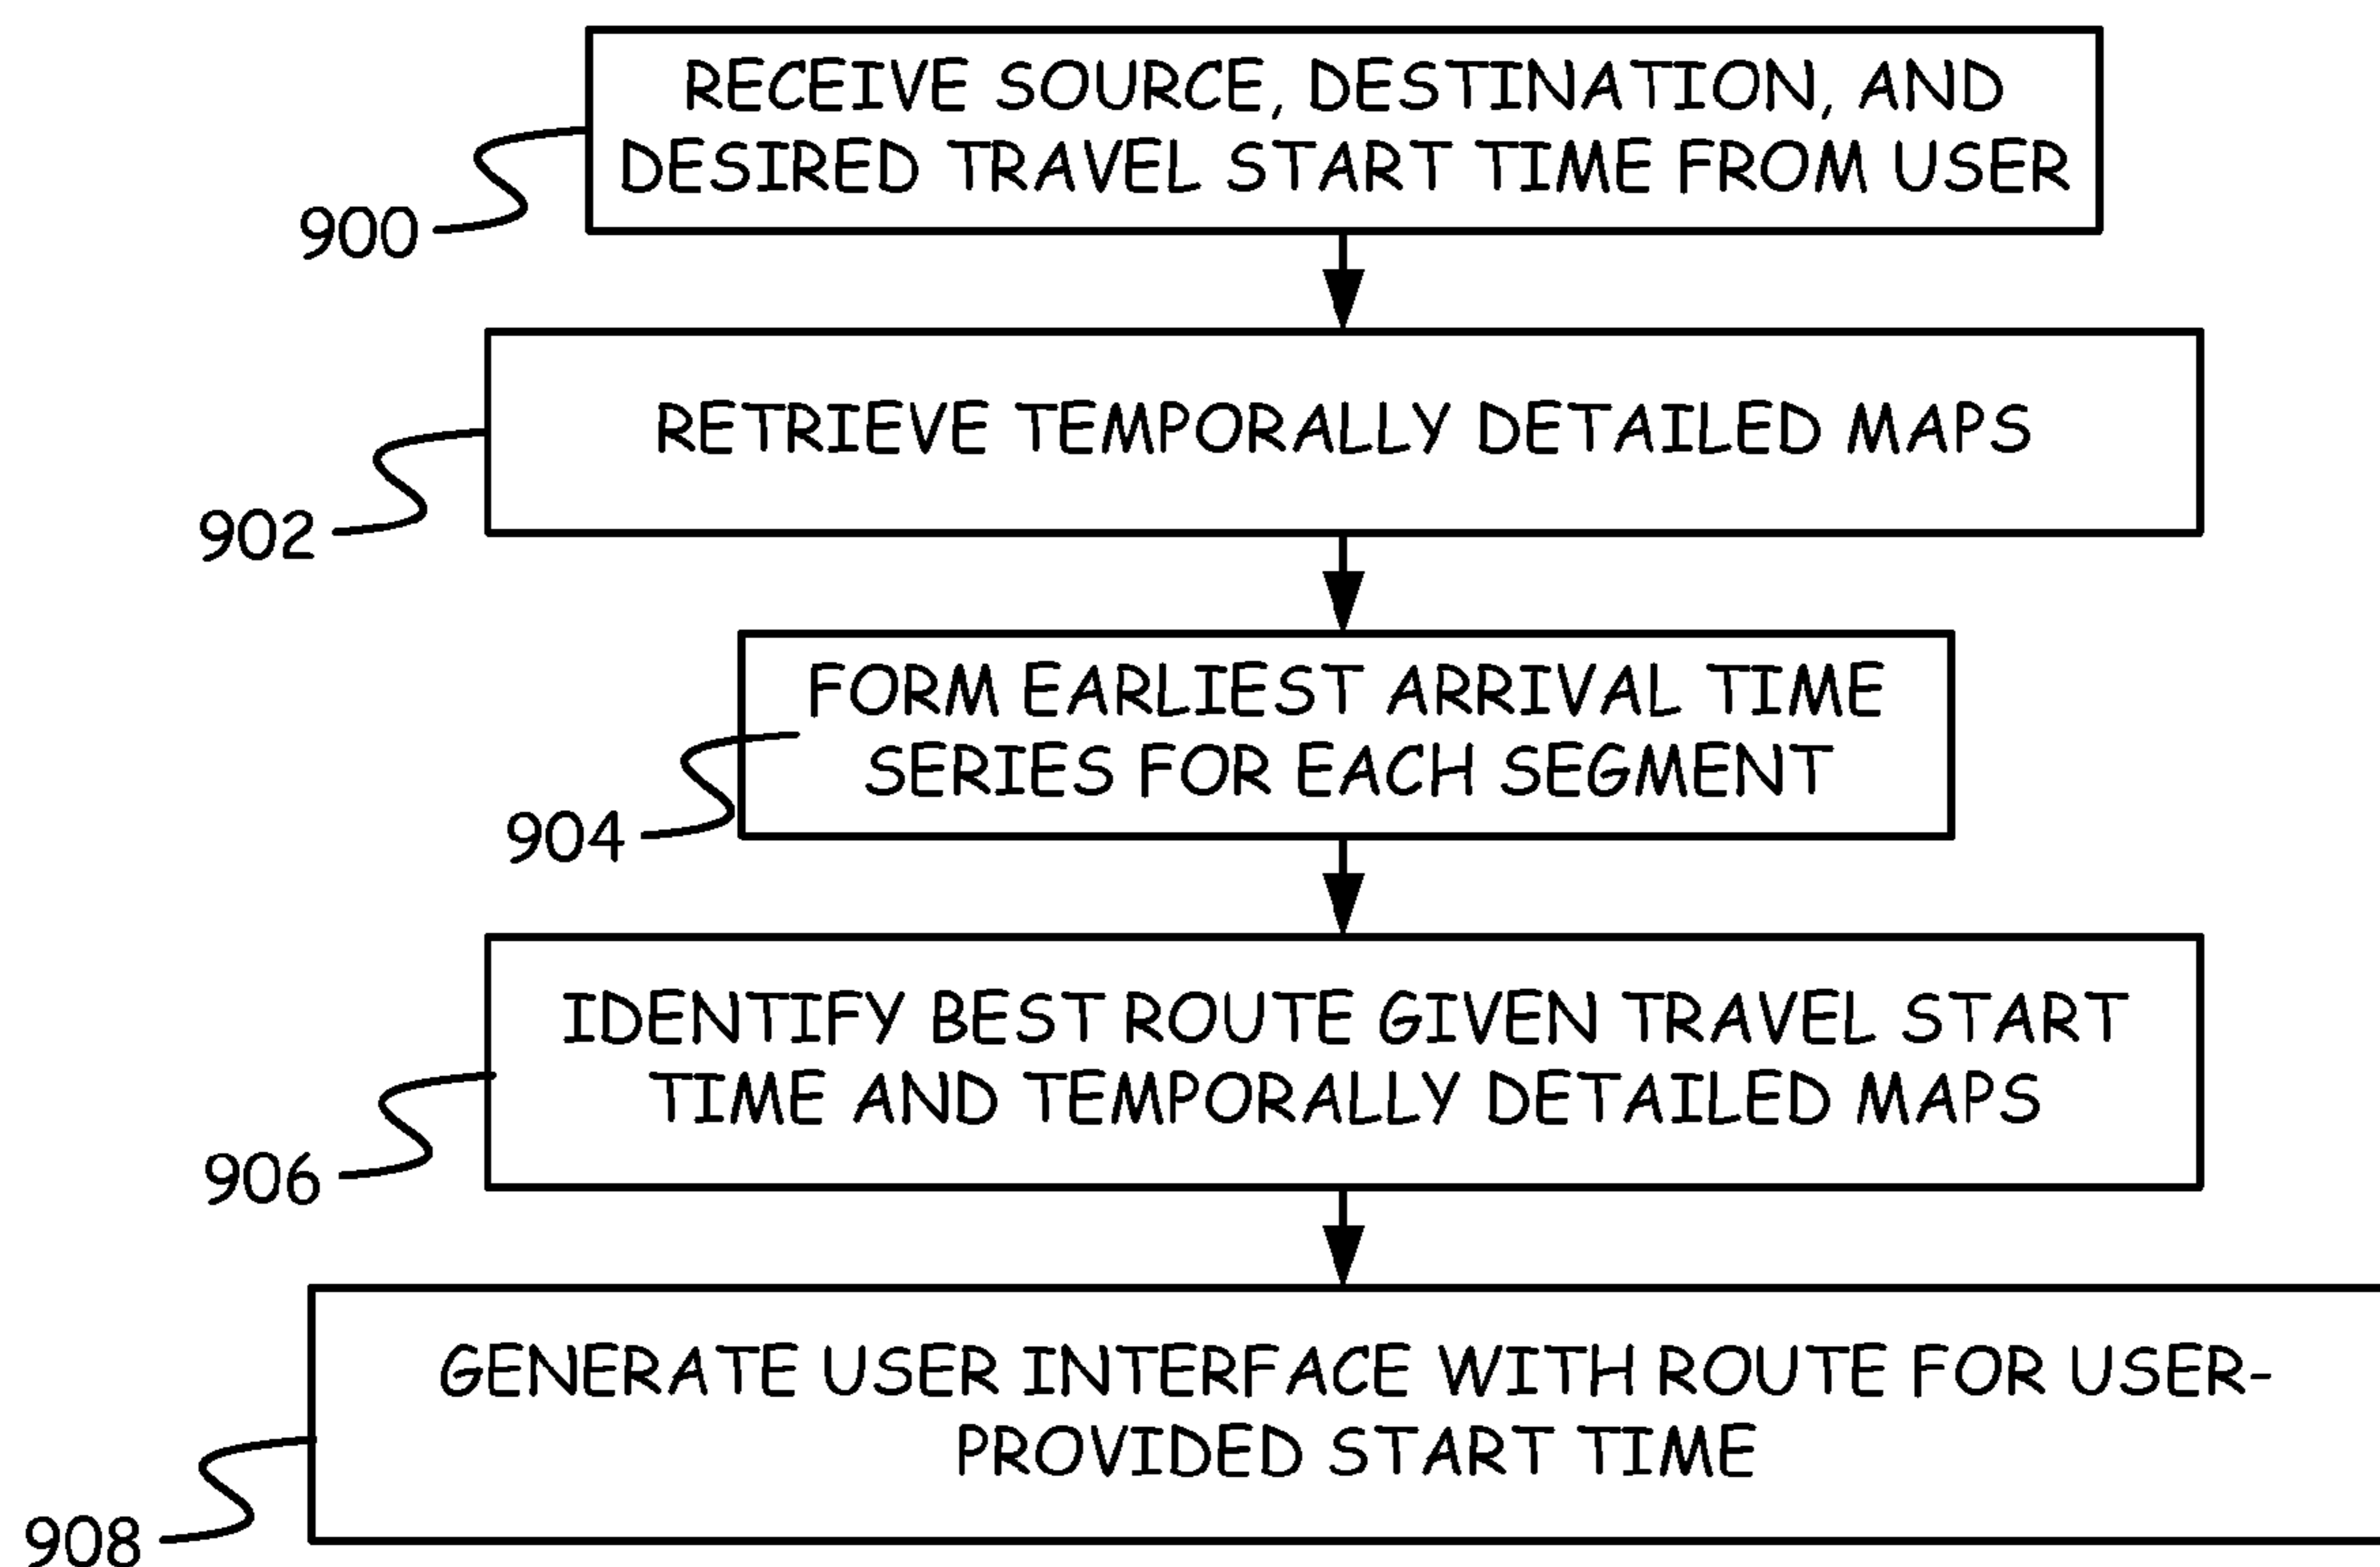 RECEIVE SOURCE, DESTINATION, AND
DESIRED TRAVEL START TIME FROM USER
900
RETRIEVE TEMPORALLY DETAILED MAPS
902
FORM EARLIEST ARRIVAL TIME
SERIES FOR EACH SEGMENT
904
IDENTIFY BEST ROUTE GIVEN TRAVEL START
TIME AND TEMPORALLY DETAILED MAPS
906
GENERATE USER INTERFACE WITH ROUTE FOR USER-
PROVIDED START TIME
908